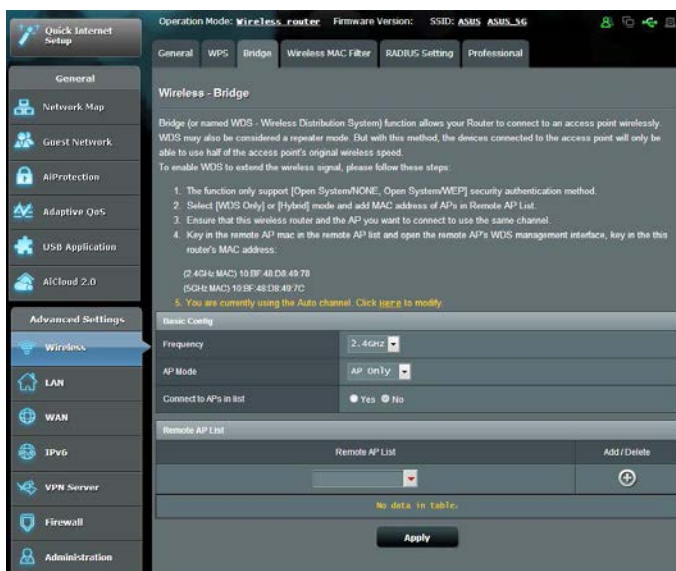 Quick Internet
Setup
Operation Mode: Wireless router Firmware Version: SSID: ASUS ASUS_5G
General WPS Bridge Wireless MAC Filter RADIUS Setting Professional
General
Network Map
Guest Network
AiProtection
Adaptive QoS
USB Application
AiCloud 2.0
Advanced Settings
Wireless
LAN
WAN
IPv6
VPN Server
Firewall
Administration
Wireless - Bridge
Bridge (or named WDS - Wireless Distribution System) function allows your Router to connect to an access point wirelessly.
WDS may also be considered a repeater mode. But with this method, the devices connected to the access point will only be
able to use half of the access point's original wireless speed.
To enable WDS to extend the wireless signal, please follow these steps:
1. The function only support [Open System/NONE, Open System/WEP] security authentication method.
2. Select [WDS Only] or [Hybrid] mode and add MAC address of APs in Remote AP List.
3. Ensure that this wireless router and the AP you want to connect to use the same channel.
4. Key in the remote AP mac in the remote AP list and open the remote AP's WDS management interface, key in the this
router's MAC address:
(2.4GHz MAC) 10:BF:48:D8:49:78
(5GHz MAC) 10:BF:48:D8:49:7C
5. You are currently using the Auto channel. Click Here to modify.
Basic Config
Frequency 2.4GHz
AP Mode AP Only
Connect to APs in list Yes No
Remote AP List
Remote AP List Add / Delete
No data in table.
Apply